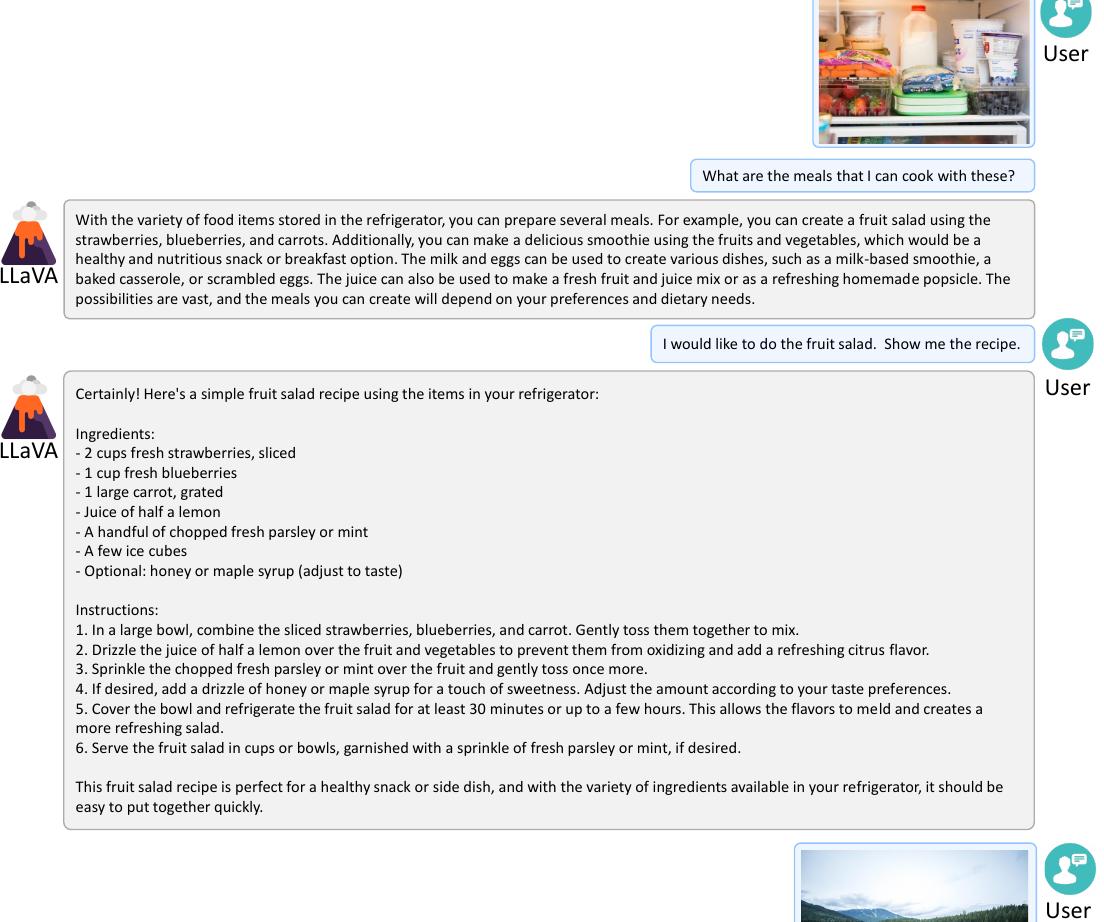 User
What are the meals that I can cook with these?
With the variety of food items stored in the refrigerator, you can prepare several meals. For example, you can create a fruit salad using the
strawberries, blueberries, and carrots. Additionally, you can make a delicious smoothie using the fruits and vegetables, which would be a
healthy and nutritious snack or breakfast option. The milk and eggs can be used to create various dishes, such as a milk-based smoothie, a
baked casserole, or scrambled eggs. The juice can also be used to make a fresh fruit and juice mix or as a refreshing homemade popsicle. The
possibilities are vast, and the meals you can create will depend on your preferences and dietary needs.
LLaVA
I would like to do the fruit salad.  Show me the recipe.
User
LLaVA
Certainly! Here's a simple fruit salad recipe using the items in your refrigerator:
Ingredients:
- 2 cups fresh strawberries, sliced
- 1 cup fresh blueberries
- 1 large carrot, grated
- Juice of half a lemon
- A handful of chopped fresh parsley or mint
- A few ice cubes
- Optional: honey or maple syrup (adjust to taste)
Instructions:
1. In a large bowl, combine the sliced strawberries, blueberries, and carrot. Gently toss them together to mix.
2. Drizzle the juice of half a lemon over the fruit and vegetables to prevent them from oxidizing and add a refreshing citrus flavor.
3. Sprinkle the chopped fresh parsley or mint over the fruit and gently toss once more.
4. If desired, add a drizzle of honey or maple syrup for a touch of sweetness. Adjust the amount according to your taste preferences.
5. Cover the bowl and refrigerate the fruit salad for at least 30 minutes or up to a few hours. This allows the flavors to meld and creates a
more refreshing salad.
6. Serve the fruit salad in cups or bowls, garnished with a sprinkle of fresh parsley or mint, if desired.
This fruit salad recipe is perfect for a healthy snack or side dish, and with the variety of ingredients available in your refrigerator, it should be
easy to put together quickly.
User